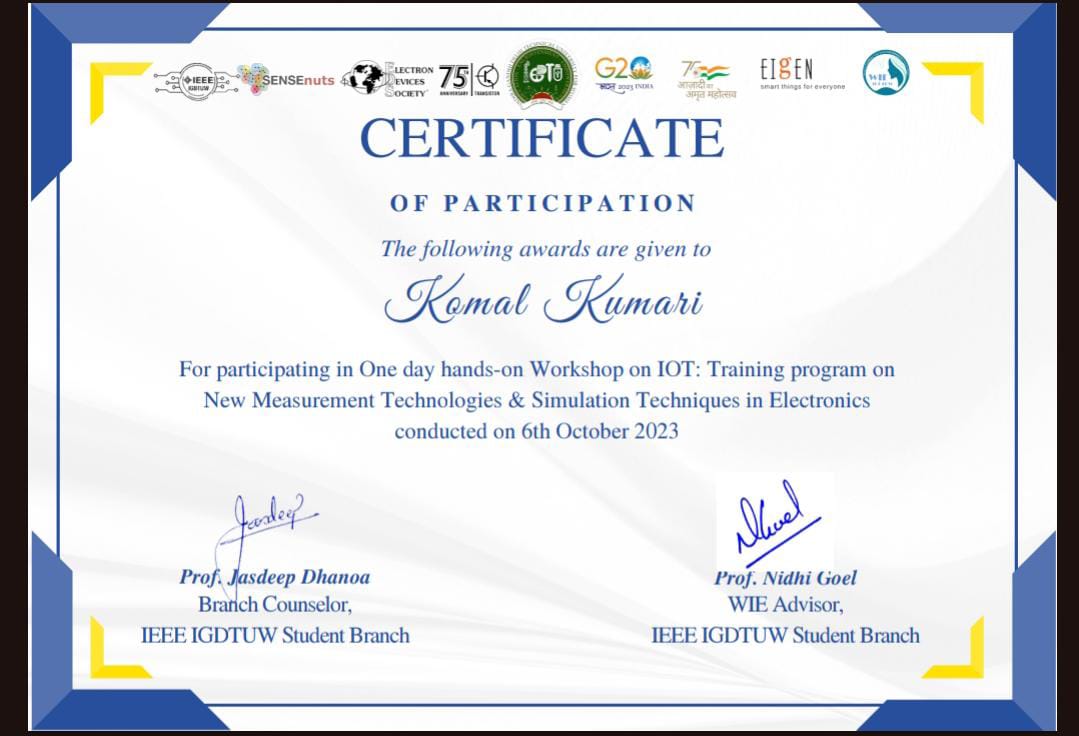 IEEE
IGDTUW
SENSEnuts
ELECTRON
DEVICES
SOCIETY
75
ANNIVERSARY TRANSISTOR
G20
भारत 2023 INDIA
आज़ादी का
अमृत महोत्सव
EIGEN
smart things for everyone
WIE
CERTIFICATE
OF PARTICIPATION
The following awards are given to
Komal Kumari
For participating in One day hands-on Workshop on IOT: Training program on
New Measurement Technologies & Simulation Techniques in Electronics
conducted on 6th October 2023
Jasdeep
NGoel
Prof. Jasdeep Dhanoa
Prof. Nidhi Goel
Branch Counselor,
WIE Advisor,
IEEE IGDTUW Student Branch
IEEE IGDTUW Student Branch